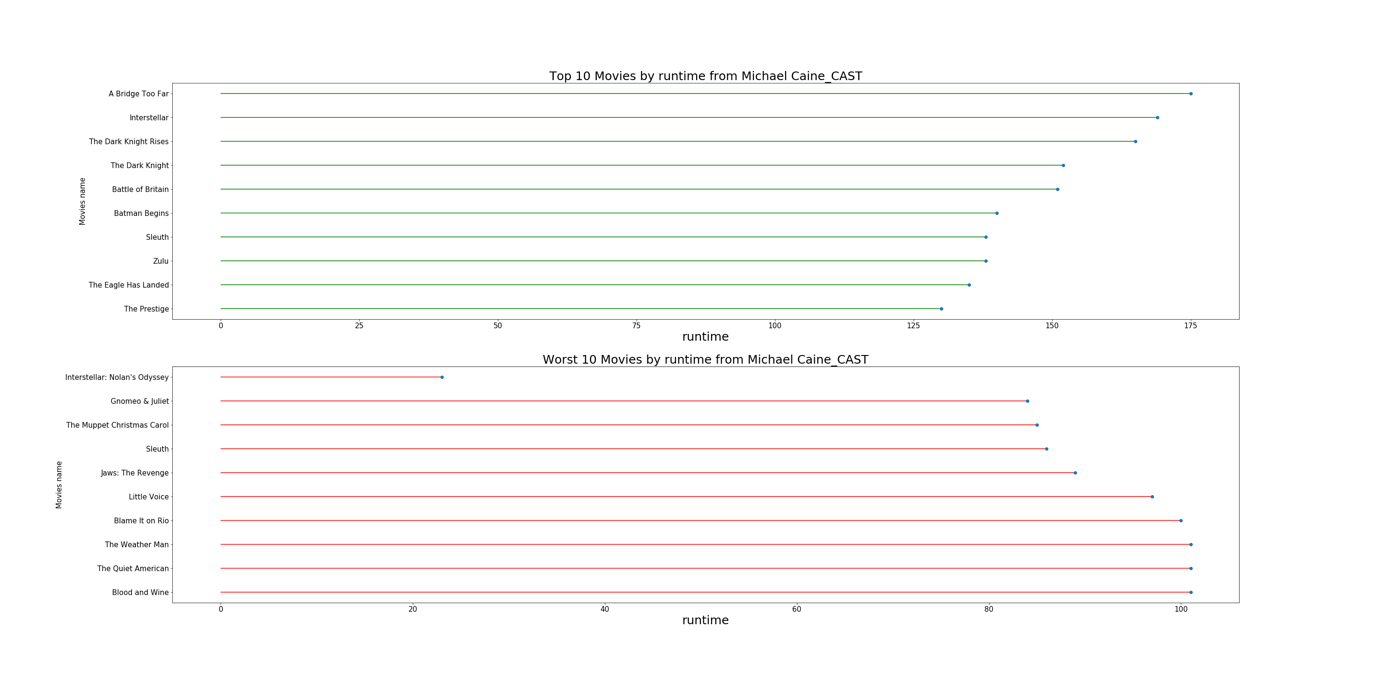 Top 10 Movies by runtime from Michael Caine_CAST
Movies name
A Bridge Too Far
Interstellar
The Dark Knight Rises
The Dark Knight
Battle of Britain
Batman Begins
Sleuth
Zulu
The Eagle Has Landed
The Prestige
0 25 50 75 100 125 150 175
runtime
Worst 10 Movies by runtime from Michael Caine_CAST
Movies name
Interstellar: Nolan's Odyssey
Gnomeo & Juliet
The Muppet Christmas Carol
Sleuth
Jaws: The Revenge
Little Voice
Blame It on Rio
The Weather Man
The Quiet American
Blood and Wine
0 20 40 60 80 100
runtime